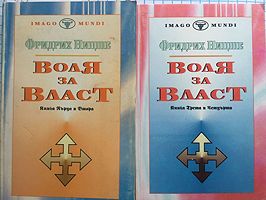 IMAGO MUNDI
ФРИДРИХ НИЦШЕ
ВОЛЯ
ЗА
ВЛАСТ
Книга Първа и Втора
IMAGO MUNDI
ФРИДРИХ НИЦШЕ
ВОЛЯ
ЗА
ВЛАСТ
Книга Трета и Четвърта